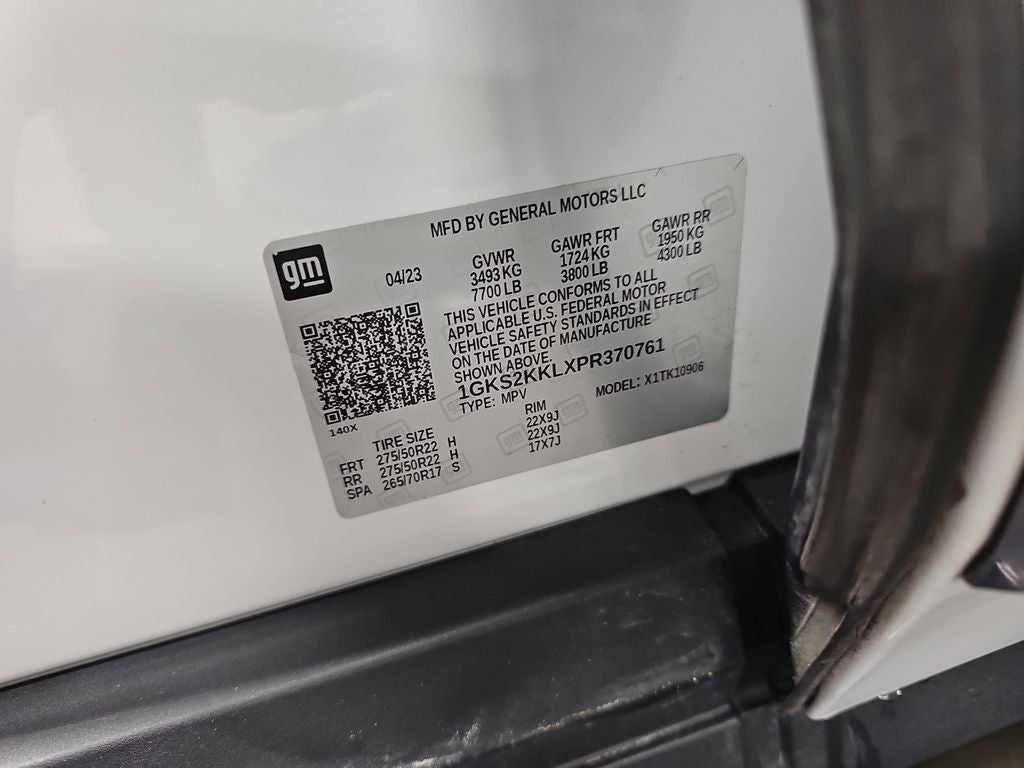 MFD BY GENERAL MOTORS LLC
gm
04/23
GVWR
3493 KG
7700 LB
GAWR FRT
1724 KG
3800 LB
GAWR RR
1950 KG
4300 LB
THIS VEHICLE CONFORMS TO ALL
APPLICABLE U.S. FEDERAL MOTOR
VEHICLE SAFETY STANDARDS IN EFFECT
ON THE DATE OF MANUFACTURE
SHOWN ABOVE.
1GKS2KKLXPR370761
TYPE: MPV
MODEL: X1TK10906
140X
TIRE SIZE RIM
FRT 275/50R22 H 22X9J
RR 275/50R22 H 22X9J
SPA 265/70R17 S 17X7J